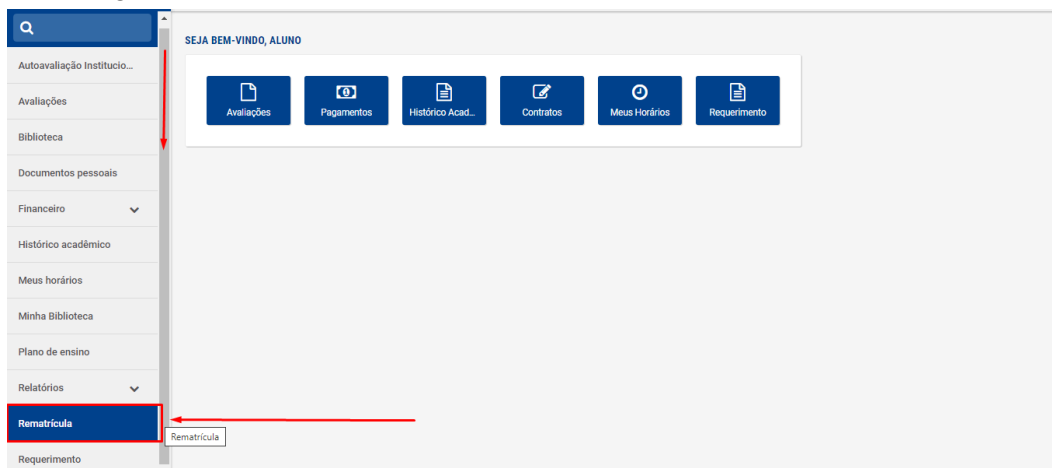 SEJA BEM-VINDO, ALUNO
Autoavaliação Institucio...
Avaliações
Biblioteca
Documentos pessoais
Financeiro
Histórico acadêmico
Meus horários
Minha Biblioteca
Plano de ensino
Relatórios
Rematrícula
Rematrícula
Requerimento
Avaliações
Pagamentos
Histórico Acad...
Contratos
Meus Horários
Requerimento